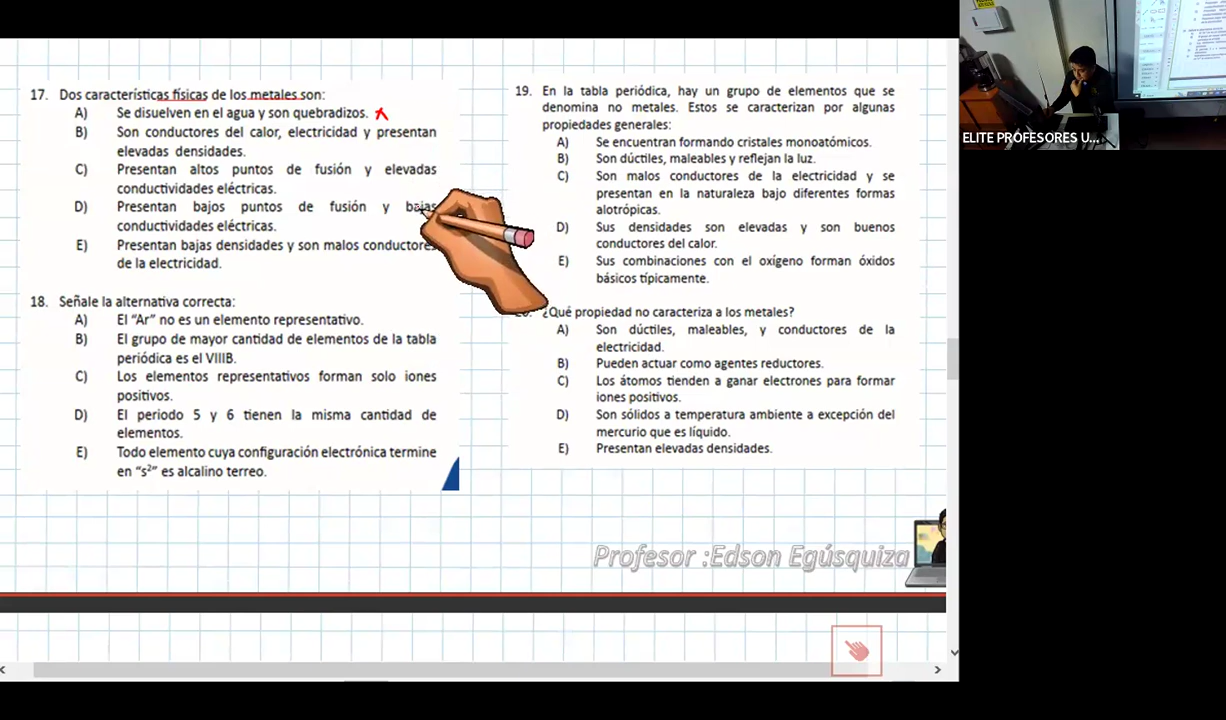 17. Dos características físicas de los metales son:
A) Se disuelven en el agua y son quebradizos.
B) Son conductores del calor, electricidad y presentan
elevadas densidades.
C) Presentan altos puntos de fusión y elevadas
conductividades eléctricas.
D) Presentan bajos puntos de fusión y bajas
conductividades eléctricas.
E) Presentan bajas densidades y son malos conductores
de la electricidad.
18. Señale la alternativa correcta:
A) El “Ar” no es un elemento representativo.
B) El grupo de mayor cantidad de elementos de la tabla
periódica es el VIIIB.
C) Los elementos representativos forman solo iones
positivos.
D) El periodo 5 y 6 tienen la misma cantidad de
elementos.
E) Todo elemento cuya configuración electrónica termine
en “s²” es alcalino terreo.
19. En la tabla periódica, hay un grupo de elementos que se
denomina no metales. Estos se caracterizan por algunas
propiedades generales:
A) Se encuentran formando cristales monoatómicos.
B) Son dúctiles, maleables y reflejan la luz.
C) Son malos conductores de la electricidad y se
presentan en la naturaleza bajo diferentes formas
alotrópicas.
D) Sus densidades son elevadas y son buenos
conductores del calor.
E) Sus combinaciones con el oxígeno forman óxidos
básicos típicamente.
¿Qué propiedad no caracteriza a los metales?
A) Son dúctiles, maleables, y conductores de la
electricidad.
B) Pueden actuar como agentes reductores.
C) Los átomos tienden a ganar electrones para formar
iones positivos.
D) Son sólidos a temperatura ambiente a excepción del
mercurio que es líquido.
E) Presentan elevadas densidades.
Profesor :Edson Egúsquiza
ELITE PROFESORES U...